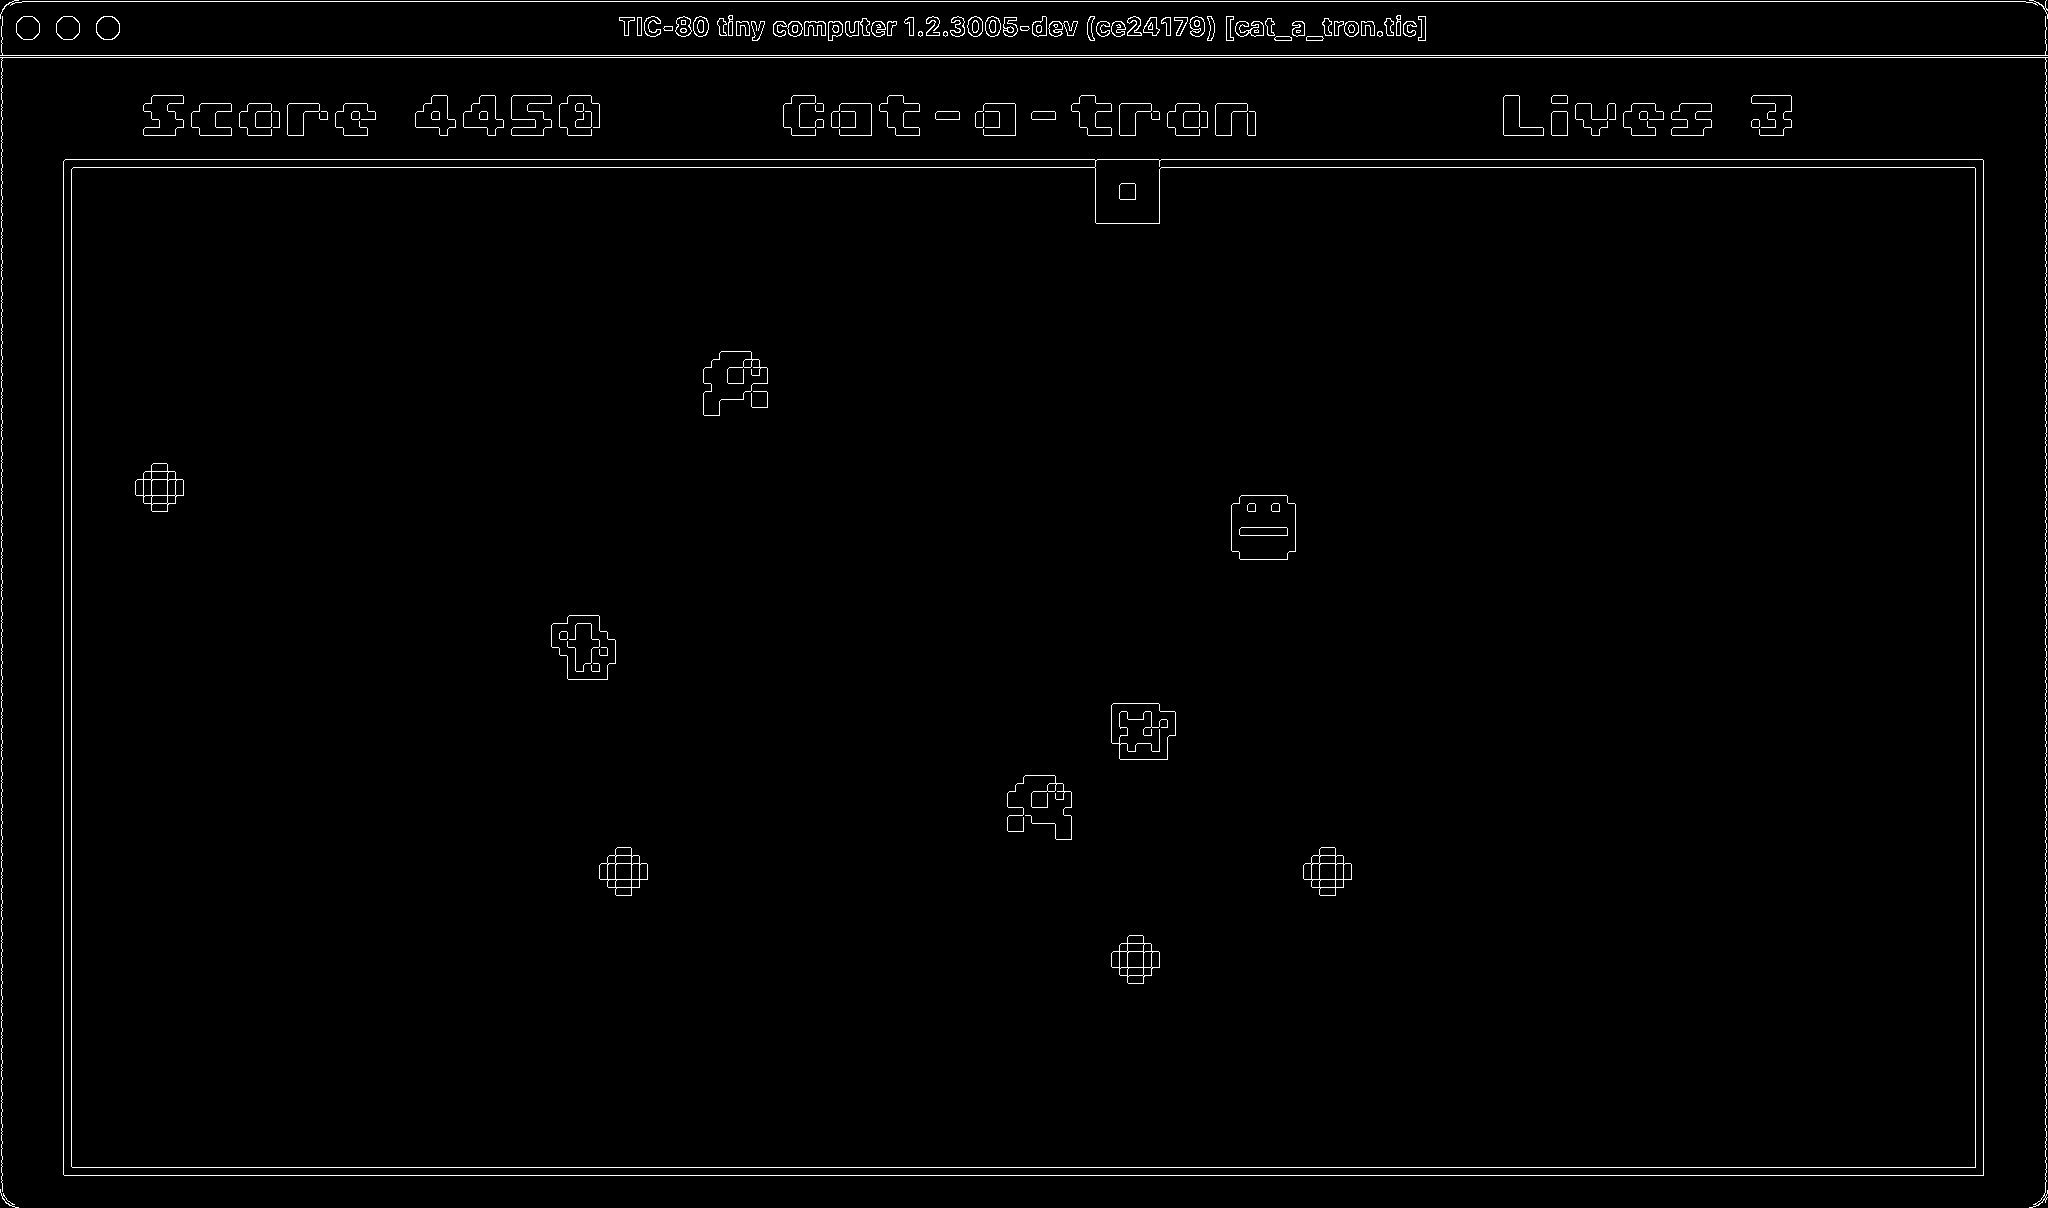 TIC-80 tiny computer 1.2.3005-dev (ce24179) [cat_a_tron.tic]
Score 4450 Cat-a-tron Lives 3